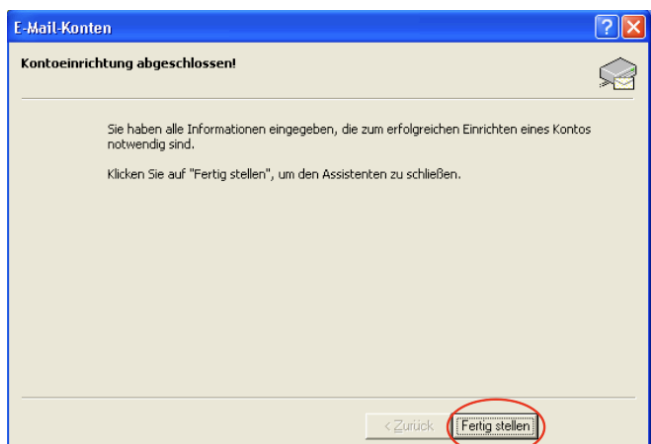 E-Mail-Konten
Kontoeinrichtung abgeschlossen!
Sie haben alle Informationen eingegeben, die zum erfolgreichen Einrichten eines Kontos
notwendig sind.
Klicken Sie auf "Fertig stellen", um den Assistenten zu schließen.
< Zurück
Fertig stellen